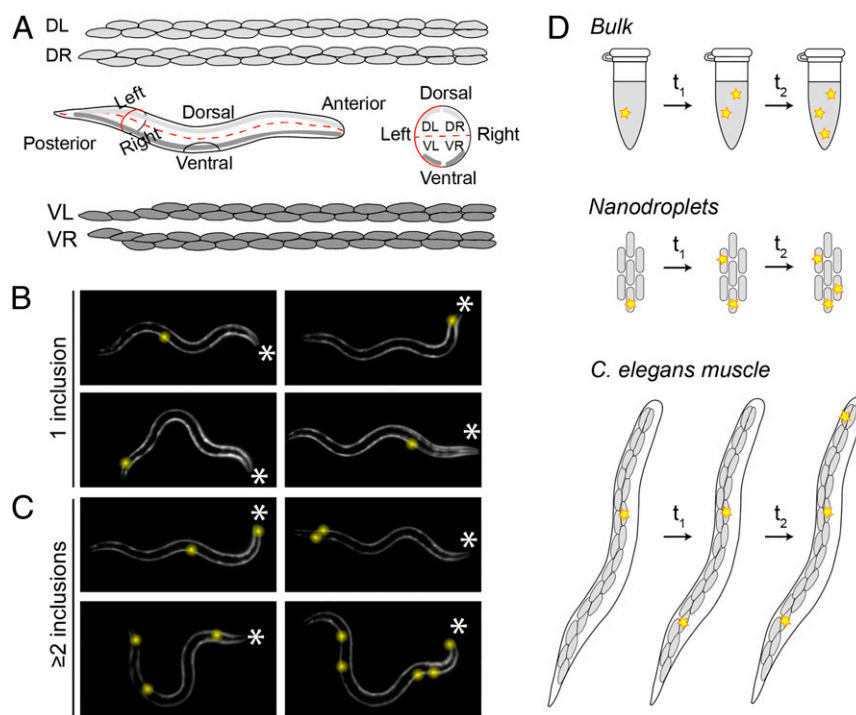 A
DL
DR
Left
Dorsal
Anterior
Posterior
Right
Ventral
Dorsal
Left
DL DR
VL VR
Right
Ventral
VL
VR
B
1 inclusion
*
*
*
*
C
≥2 inclusions
*
*
*
*
D
Bulk
t1
t2
Nanodroplets
t1
t2
C. elegans muscle
t1
t2